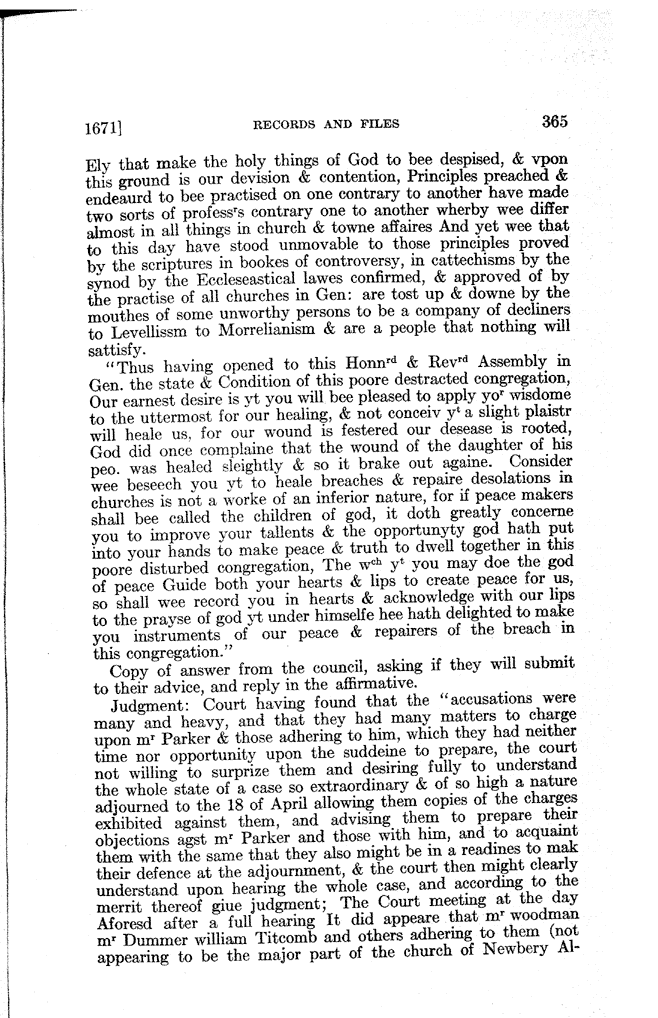 1671]
RECORDS AND FILES
365
Ely that make the holy things of God to bee despised, & vpon
this ground is our devision & contention, Principles preached &
endeaurd to bee practised on one contrary to another have made
two sorts of profess^rs contrary one to another wherby wee differ
almost in all things in church & towne affaires And yet wee that
to this day have stood unmovable to those principles proved
by the scriptures in bookes of controversy, in cattechisms by the
synod by the Eccleseastical lawes confirmed, & approved of by
the practise of all churches in Gen: are tost up & downe by the
mouthes of some unworthy persons to be a company of decliners
to Levellissm to Morrelianism & are a people that nothing will
sattisfy.
"Thus having opened to this Honn^rd & Rev^rd Assembly in
Gen. the state & Condition of this poore destracted congregation,
Our earnest desire is yt you will bee pleased to apply yo^r wisdome
to the uttermost for our healing, & not conceiv y^t a slight plaistr
will heale us, for our wound is festered our desease is rooted,
God did once complaine that the wound of the daughter of his
peo. was healed sleightly & so it brake out againe. Consider
wee beseech you yt to heale breaches & repaire desolations in
churches is not a worke of an inferior nature, for if peace makers
shall bee called the children of god, it doth greatly concerne
you to improve your tallents & the opportunyty god hath put
into your hands to make peace & truth to dwell together in this
poore disturbed congregation, The w^ch y^t you may doe the god
of peace Guide both your hearts & lips to create peace for us,
so shall wee record you in hearts & acknowledge with our lips
to the prayse of god yt under himselfe hee hath delighted to make
you instruments of our peace & repairers of the breach in
this congregation."
Copy of answer from the council, asking if they will submit
to their advice, and reply in the affirmative.
Judgment: Court having found that the "accusations were
many and heavy, and that they had many matters to charge
upon m^r Parker & those adhering to him, which they had neither
time nor opportunity upon the suddeine to prepare, the court
not willing to surprize them and desiring fully to understand
the whole state of a case so extraordinary & of so high a nature
adjourned to the 18 of April allowing them copies of the charges
exhibited against them, and advising them to prepare their
objections agst m^r Parker and those with him, and to acquaint
them with the same that they also might be in a readines to mak
their defence at the adjournment, & the court then might clearly
understand upon hearing the whole case, and according to the
merrit thereof giue judgment; The Court meeting at the day
Aforesd after a full hearing It did appeare that m^r woodman
m^r Dummer william Titcomb and others adhering to them (not
appearing to be the major part of the church of Newbery Al-